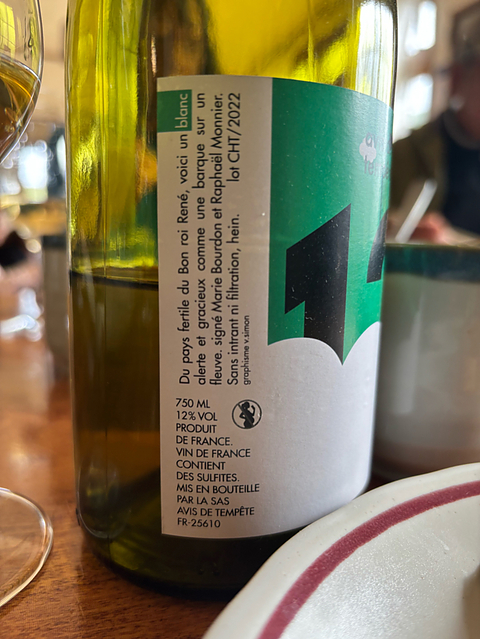 Du pays fertile du Bon roi René, voici un blanc
alerte et gracieux comme une barque sur un
fleuve. signé Marie Bourdon et Raphaël Monnier.
Sans intrant ni filtration, hein. lot CHT/2022
graphisme v.simon
750 ML
12% VOL
PRODUIT
DE FRANCE.
VIN DE FRANCE
CONTIENT
DES SULFITES.
MIS EN BOUTEILLE
PAR LA SAS
AVIS DE TEMPÊTE
FR-25610